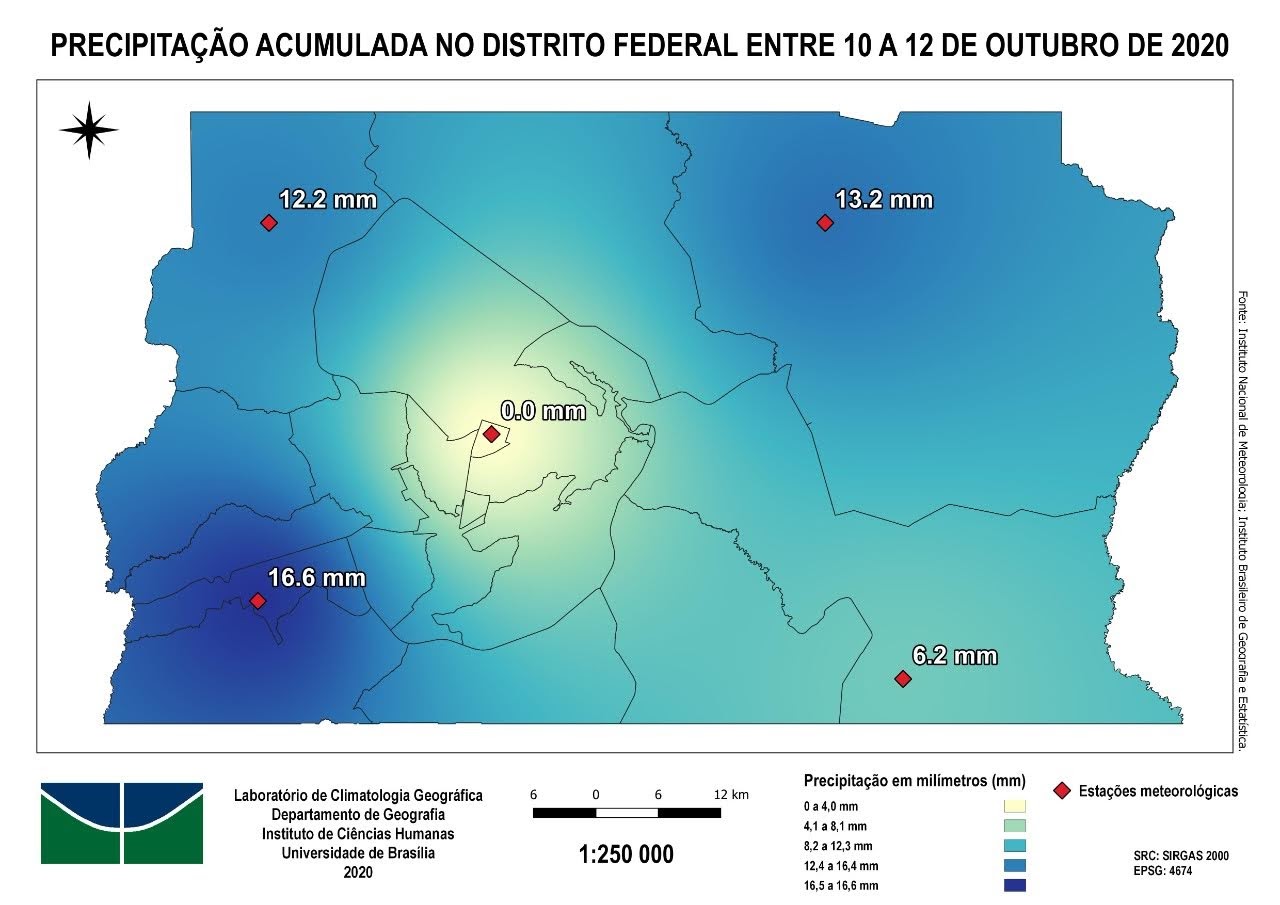 PRECIPITAÇÃO ACUMULADA NO DISTRITO FEDERAL ENTRE 10 A 12 DE OUTUBRO DE 2020
12.2 mm
13.2 mm
0.0 mm
16.6 mm
6.2 mm
Fonte: Instituto Nacional de Meteorologia; Instituto Brasileiro de Geografia e Estatística.
Laboratório de Climatologia Geográfica
Departamento de Geografia
Instituto de Ciências Humanas
Universidade de Brasília
2020
6 0 6 12 km
1:250 000
Precipitação em milímetros (mm)
0 a 4,0 mm
4,1 a 8,1 mm
8,2 a 12,3 mm
12,4 a 16,4 mm
16,5 a 16,6 mm
Estações meteorológicas
SRC: SIRGAS 2000
EPSG: 4674